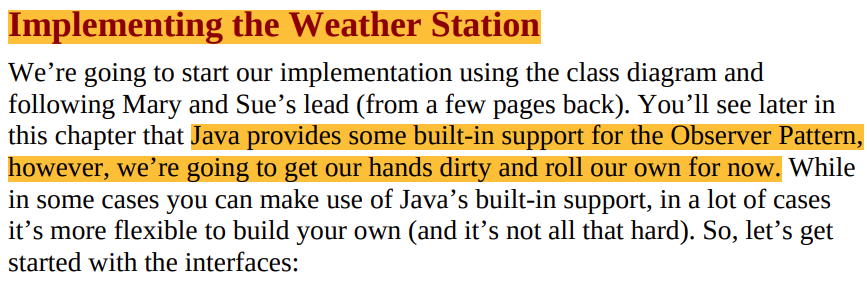 Implementing the Weather Station
We’re going to start our implementation using the class diagram and
following Mary and Sue’s lead (from a few pages back). You’ll see later in
this chapter that Java provides some built-in support for the Observer Pattern,
however, we’re going to get our hands dirty and roll our own for now. While
in some cases you can make use of Java’s built-in support, in a lot of cases
it’s more flexible to build your own (and it’s not all that hard). So, let’s get
started with the interfaces: